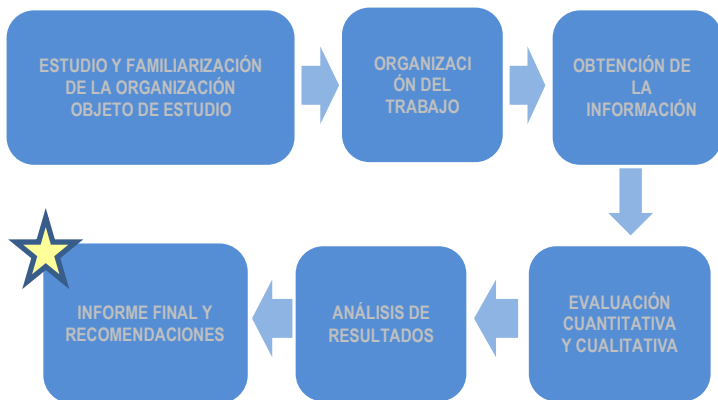 ESTUDIO Y FAMILIARIZACIÓN
DE LA ORGANIZACIÓN
OBJETO DE ESTUDIO
ORGANIZACI
ÓN DEL
TRABAJO
OBTENCIÓN DE
LA
INFORMACIÓN
EVALUACIÓN
CUANTITATIVA
Y CUALITATIVA
ANÁLISIS DE
RESULTADOS
INFORME FINAL Y
RECOMENDACIONES